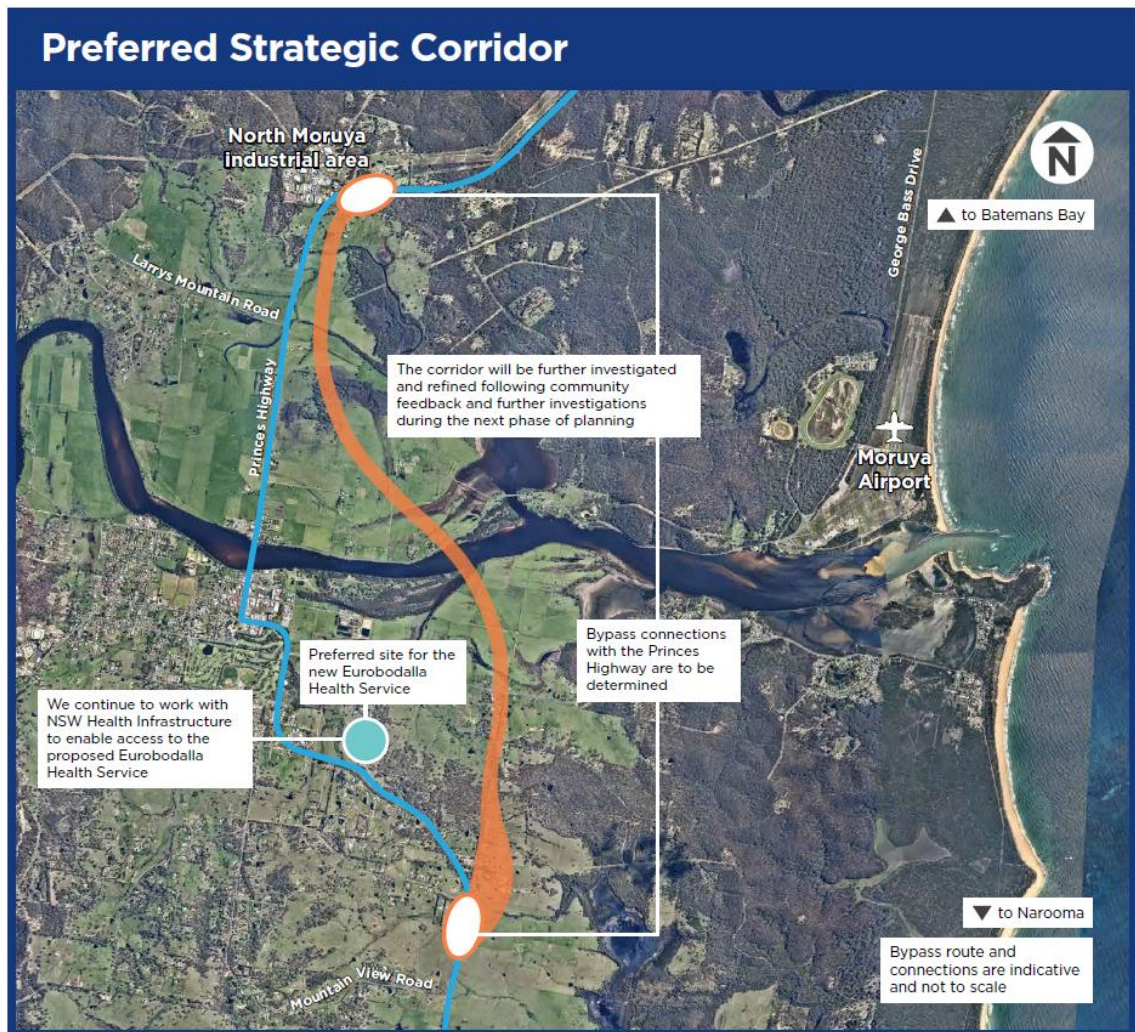 Preferred Strategic Corridor
North Moruya
industrial area
N
George Bass Drive
to Batemans Bay
Larrys Mountain Road
Princes Highway
The corridor will be further investigated
and refined following community
feedback and further investigations
during the next phase of planning
Moruya
Airport
Bypass connections
with the Princes
Highway are to be
determined
Preferred site for the
new Eurobodalla
Health Service
We continue to work with
NSW Health Infrastructure
to enable access to the
proposed Eurobodalla
Health Service
to Narooma
Bypass route and
connections are indicative
and not to scale
Mountain View Road